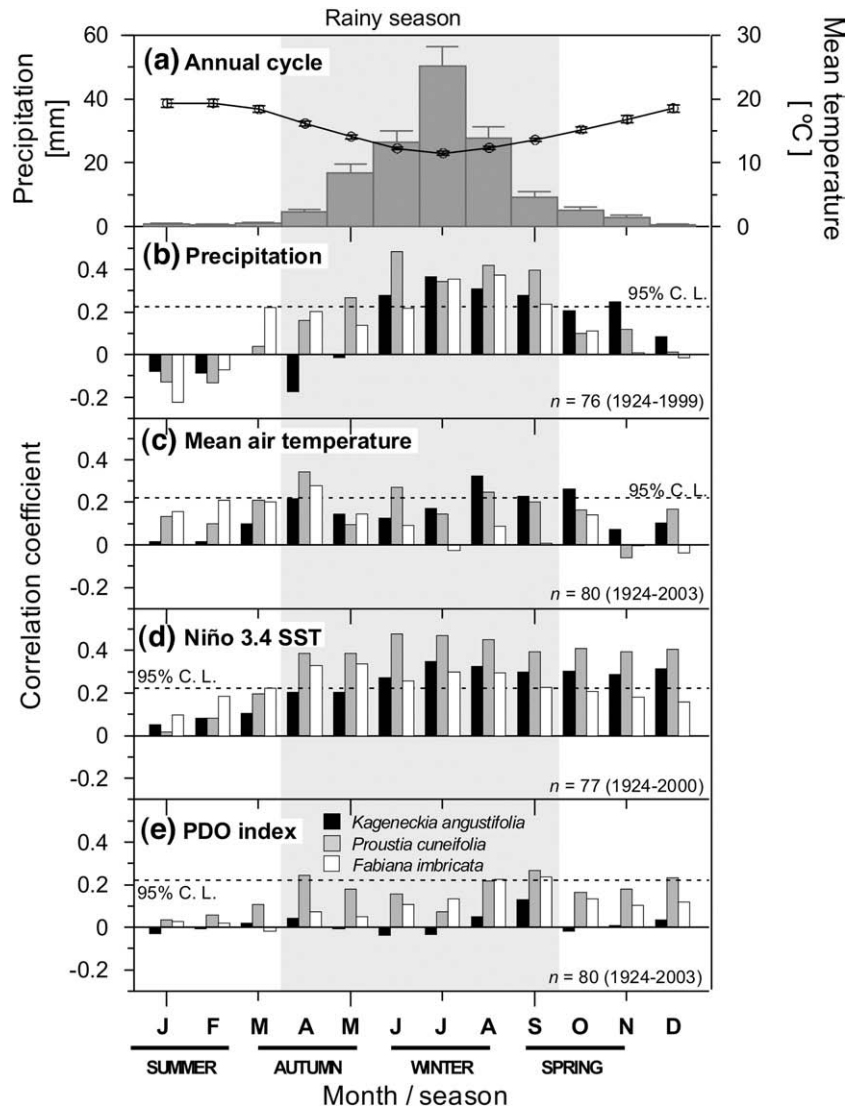 Rainy season
60
40
20
0
Precipitation
[mm]
(a) Annual cycle
30
20
10
0
Mean temperature
[ ºC ]
(b) Precipitation
0.4
0.2
0
-0.2
95% C. L.
n = 76 (1924-1999)
(c) Mean air temperature
0.4
0.2
0
-0.2
95% C. L.
n = 80 (1924-2003)
Correlation coefficient
(d) Niño 3.4 SST
0.4
0.2
0
-0.2
95% C. L.
n = 77 (1924-2000)
(e) PDO index
Kageneckia angustifolia
Proustia cuneifolia
Fabiana imbricata
0.4
0.2
0
-0.2
95% C. L.
n = 80 (1924-2003)
J F M A M J J A S O N D
SUMMER AUTUMN WINTER SPRING
Month / season